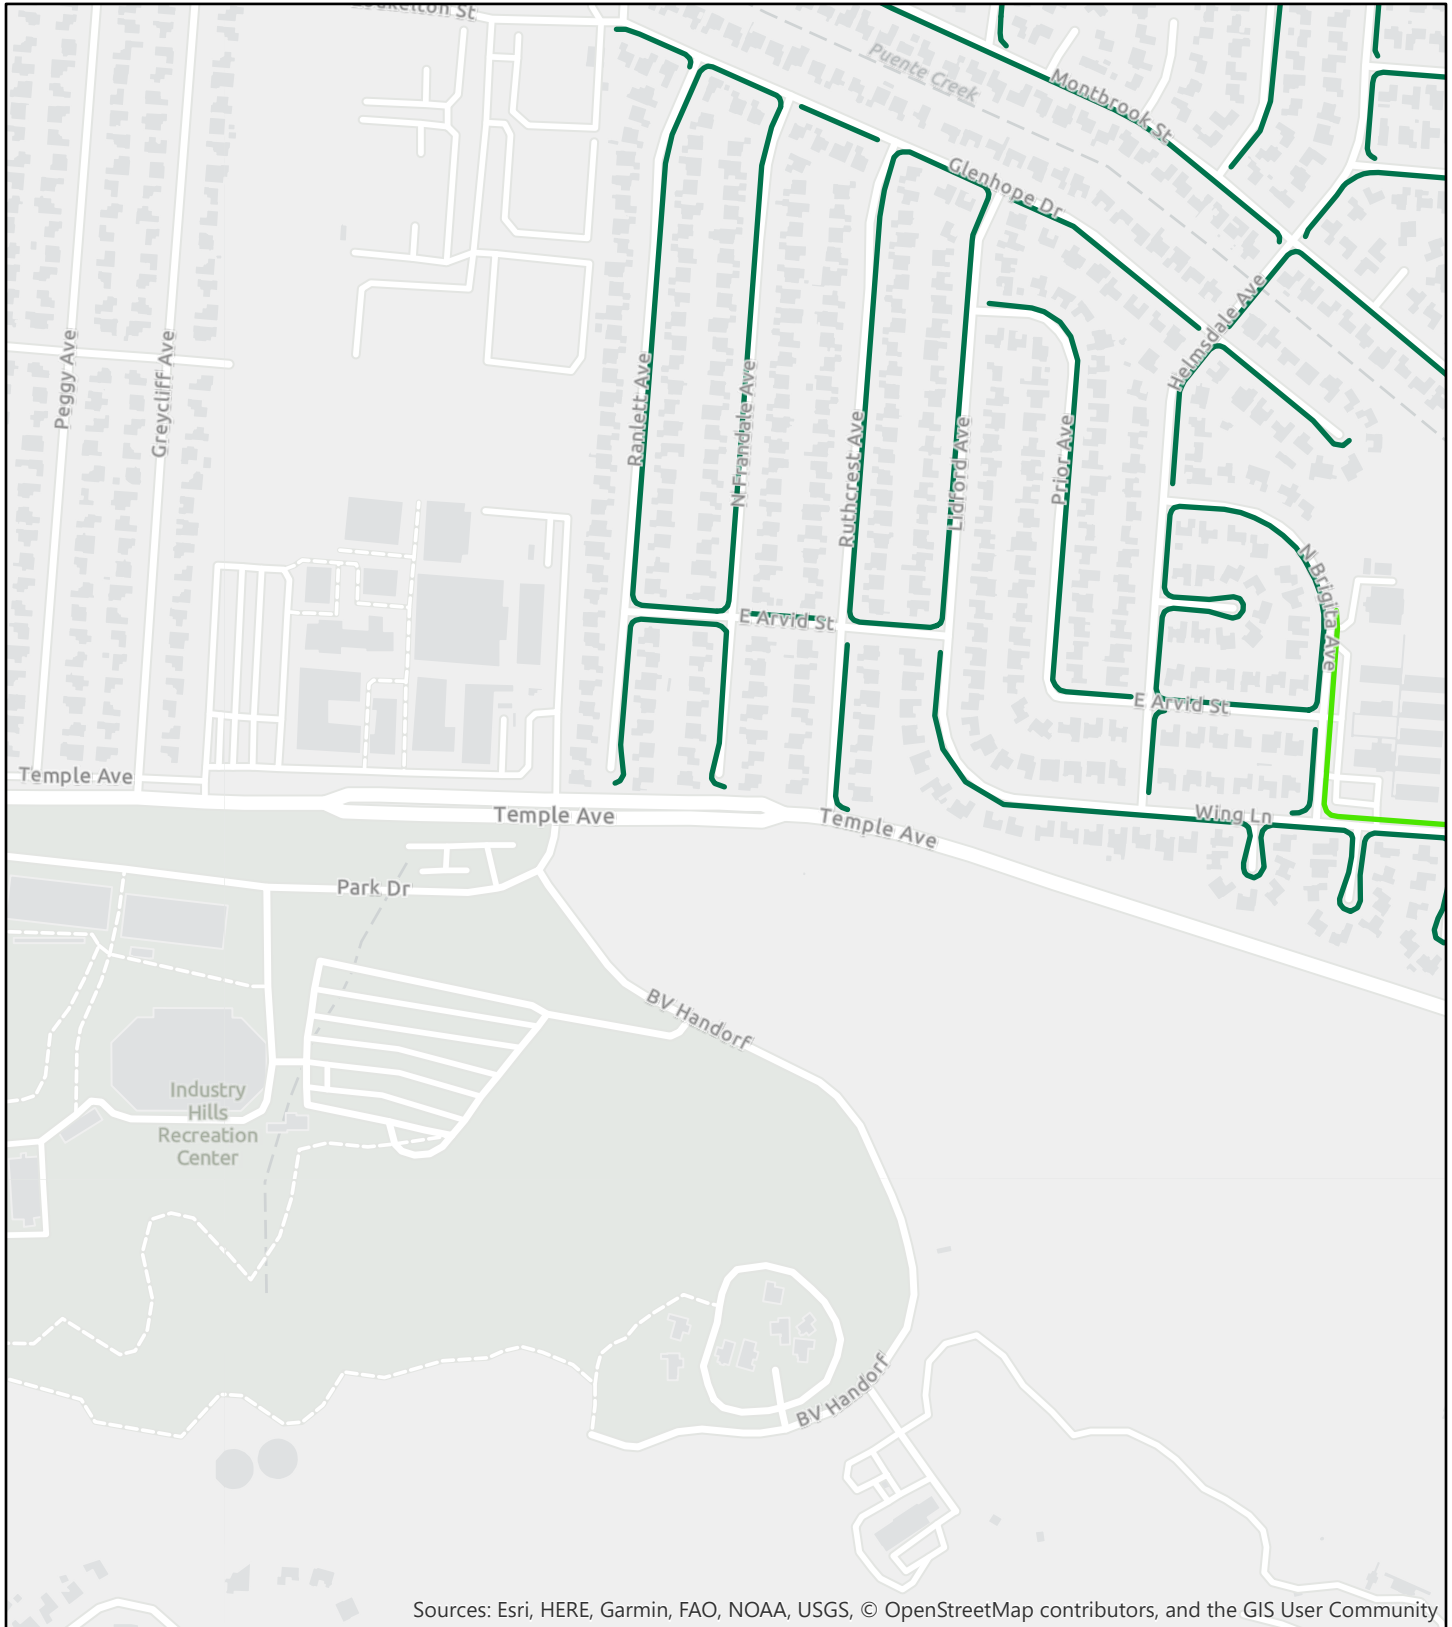 Puente Creek
Montbrook St
Glenhope Dr
Helmsdale Ave
Peggy Ave
Greycliff Ave
Ranlett Ave
N Frandale Ave
Ruthcrest Ave
Lidford Ave
Prior Ave
N Brigita Ave
E Arvid St
E Arvid St
Temple Ave
Temple Ave
Temple Ave
Wing Ln
Park Dr
BV Handorf
Industry
Hills
Recreation
Center
BV Handorf
Sources: Esri, HERE, Garmin, FAO, NOAA, USGS, © OpenStreetMap contributors, and the GIS User Community